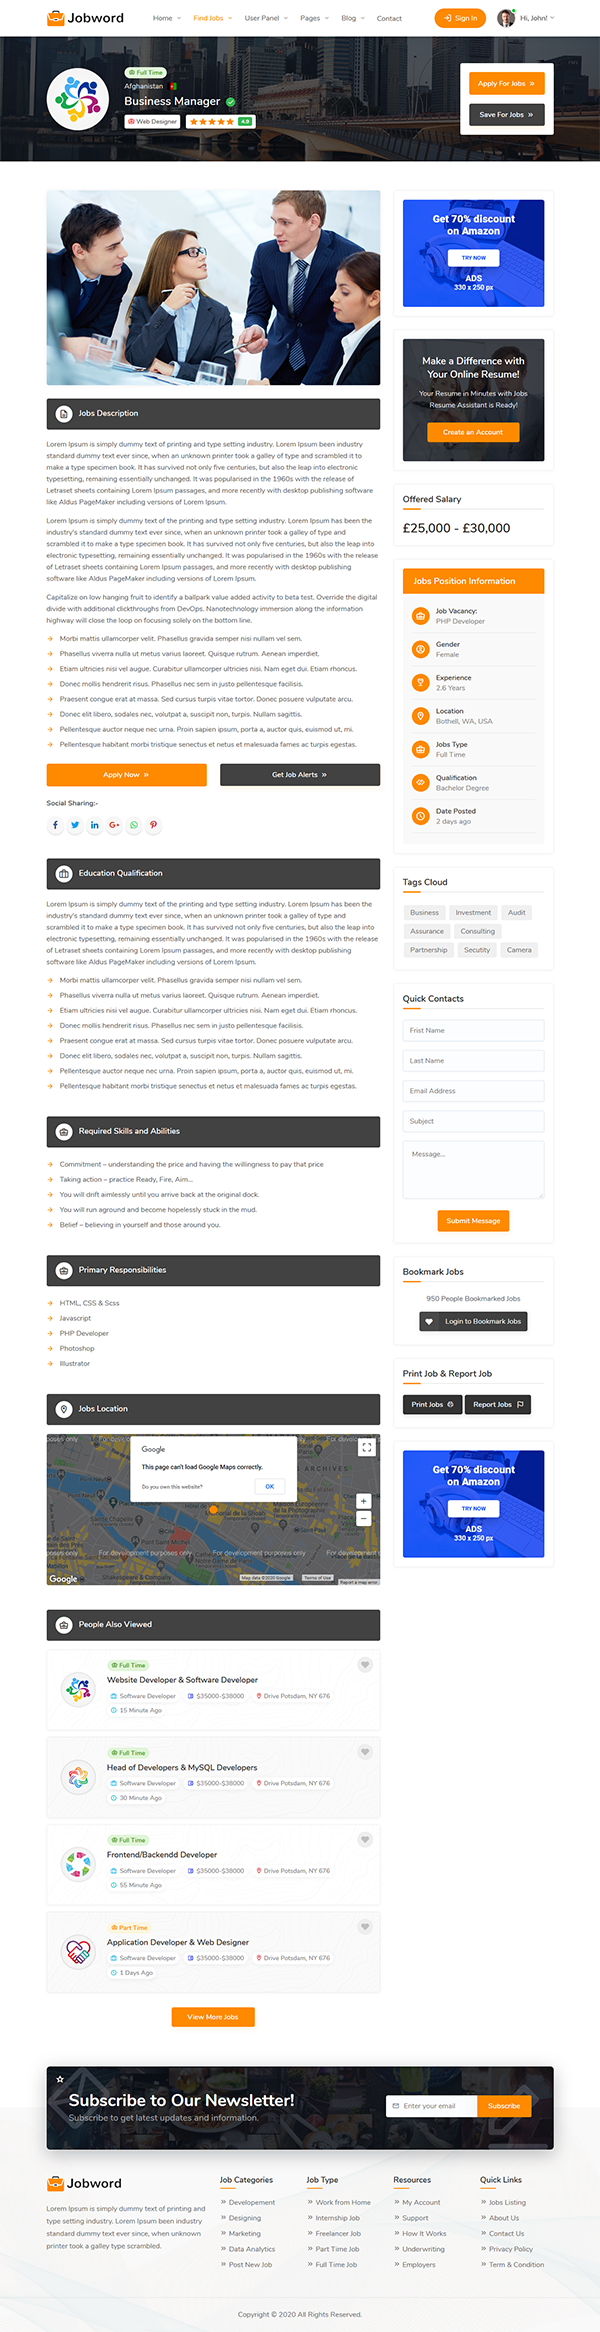 Jobword
Home Find Jobs User Panel Pages Blog Contact
Sign In
Hi, John!
Full Time
Afghanistan
Business Manager
Web Designer 4.9
Apply For Jobs »
Save For Jobs »
Jobs Description
Lorem Ipsum is simply dummy text of printing and type setting industry. Lorem Ipsum been industry
standard dummy text ever since, when an unknown printer took a galley of type and scrambled it to
make a type specimen book. It has survived not only five centuries, but also the leap into electronic
typesetting, remaining essentially unchanged. It was popularised in the 1960s with the release of
Letraset sheets containing Lorem Ipsum passages, and more recently with desktop publishing software
like Aldus PageMaker including versions of Lorem Ipsum.
Lorem Ipsum is simply dummy text of the printing and type setting industry. Lorem Ipsum has been the
industry's standard dummy text ever since, when an unknown printer took a galley of type and
scrambled it to make a type specimen book. It has survived not only five centuries, but also the leap into
electronic typesetting, remaining essentially unchanged. It was popularised in the 1960s with the release
of Letraset sheets containing Lorem Ipsum passages, and more recently with desktop publishing
software like Aldus PageMaker including versions of Lorem Ipsum.
Capitalize on low hanging fruit to identify a ballpark value added activity to beta test. Override the digital
divide with additional clickthroughs from DevOps. Nanotechnology immersion along the information
highway will close the loop on focusing solely on the bottom line.
Morbi mattis ullamcorper velit. Phasellus gravida semper nisi nullam vel sem.
Phasellus viverra nulla ut metus varius laoreet. Quisque rutrum. Aenean imperdiet.
Etiam ultricies nisi vel augue. Curabitur ullamcorper ultricies nisi. Nam eget dui. Etiam rhoncus.
Donec mollis hendrerit risus. Phasellus nec sem in justo pellentesque facilisis.
Praesent congue erat at massa. Sed cursus turpis vitae tortor. Donec posuere vulputate arcu.
Donec elit libero, sodales nec, volutpat a, suscipit non, turpis. Nullam sagittis.
Pellentesque auctor neque nec urna. Proin sapien ipsum, porta a, auctor quis, euismod ut, mi.
Pellentesque habitant morbi tristique senectus et netus et malesuada fames ac turpis egestas.
Apply Now »
Get Job Alerts »
Social Sharing:-
Education Qualification
Lorem Ipsum is simply dummy text of the printing and type setting industry. Lorem Ipsum has been the
industry's standard dummy text ever since, when an unknown printer took a galley of type and
scrambled it to make a type specimen book. It has survived not only five centuries, but also the leap into
electronic typesetting, remaining essentially unchanged. It was popularised in the 1960s with the release
of Letraset sheets containing Lorem Ipsum passages, and more recently with desktop publishing
software like Aldus PageMaker including versions of Lorem Ipsum.
Morbi mattis ullamcorper velit. Phasellus gravida semper nisi nullam vel sem.
Phasellus viverra nulla ut metus varius laoreet. Quisque rutrum. Aenean imperdiet.
Etiam ultricies nisi vel augue. Curabitur ullamcorper ultricies nisi. Nam eget dui. Etiam rhoncus.
Donec mollis hendrerit risus. Phasellus nec sem in justo pellentesque facilisis.
Praesent congue erat at massa. Sed cursus turpis vitae tortor. Donec posuere vulputate arcu.
Donec elit libero, sodales nec, volutpat a, suscipit non, turpis. Nullam sagittis.
Pellentesque auctor neque nec urna. Proin sapien ipsum, porta a, auctor quis, euismod ut, mi.
Pellentesque habitant morbi tristique senectus et netus et malesuada fames ac turpis egestas.
Required Skills and Abilities
Commitment – understanding the price and having the willingness to pay that price
Taking action – practice Ready, Fire, Aim...
You will drift aimlessly until you arrive back at the original dock.
You will run aground and become hopelessly stuck in the mud.
Belief – believing in yourself and those around you.
Primary Responsibilities
HTML, CSS & Scss
Javascript
PHP Developer
Photoshop
Illustrator
Jobs Location
Google
This page can't load Google Maps correctly.
Do you own this website?
OK
For development purposes only
Google
Map data ©2020 Google
Terms of Use
Report a map error
People Also Viewed
Full Time
Website Developer & Software Developer
Software Developer $35000-$38000 Drive Potsdam, NY 676
15 Minute Ago
Full Time
Head of Developers & MySQL Developers
Software Developer $35000-$38000 Drive Potsdam, NY 676
30 Minute Ago
Full Time
Frontend/Backendd Developer
Software Developer $35000-$38000 Drive Potsdam, NY 676
55 Minute Ago
Part Time
Application Developer & Web Designer
Software Developer $35000-$38000 Drive Potsdam, NY 676
1 Days Ago
View More Jobs
Get 70% discount
on Amazon
TRY NOW
ADS
330 x 250 px
Make a Difference with
Your Online Resume!
Your Resume in Minutes with Jobs
Resume Assistant is Ready!
Create an Account
Offered Salary
£25,000 - £30,000
Jobs Position Information
Job Vacancy:
PHP Developer
Gender
Female
Experience
2.6 Years
Location
Bothell, WA, USA
Jobs Type
Full Time
Qualification
Bachelor Degree
Date Posted
2 days ago
Tags Cloud
Business Investment Audit
Assurance Consulting
Partnership Secutity Camera
Quick Contacts
Frist Name
Last Name
Email Address
Subject
Message...
Submit Message
Bookmark Jobs
950 People Bookmarked Jobs
Login to Bookmark Jobs
Print Job & Report Job
Print Jobs
Report Jobs
Get 70% discount
on Amazon
TRY NOW
ADS
330 x 250 px
Subscribe to Our Newsletter!
Subscribe to get latest updates and information.
Enter your email
Subscribe
Jobword
Lorem Ipsum is simply dummy text of printing and
type setting industry. Lorem Ipsum been industry
standard dummy text ever since, when unknown
printer took a galley type scrambled.
Job Categories
» Developement
» Designing
» Marketing
» Data Analytics
» Post New Job
Job Type
» Work from Home
» Internship Job
» Freelancer Job
» Part Time Job
» Full Time Job
Resources
» My Account
» Support
» How It Works
» Underwriting
» Employers
Quick Links
» Jobs Listing
» About Us
» Contact Us
» Privacy Policy
» Term & Condition
Copyright © 2020 All Rights Reserved.